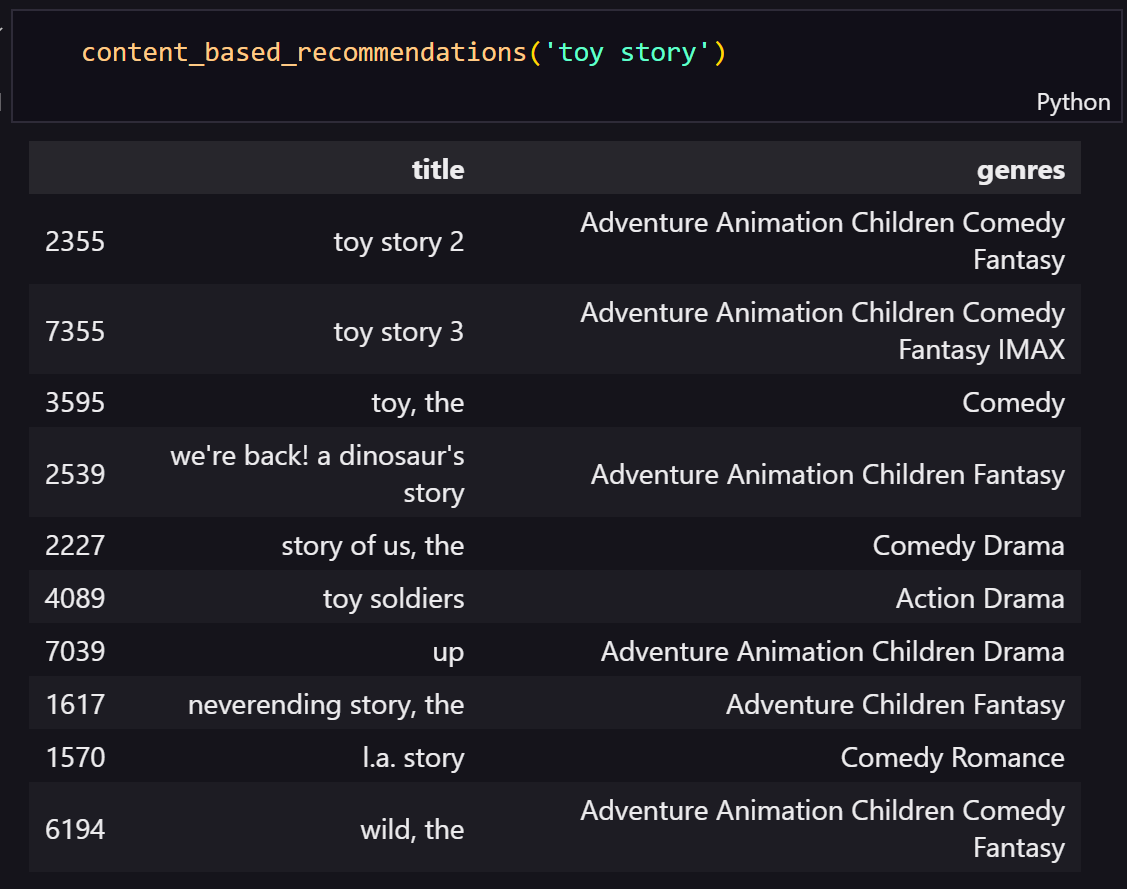 content_based_recommendations('toy story')
Python
title genres
2355 toy story 2 Adventure Animation Children Comedy
Fantasy
7355 toy story 3 Adventure Animation Children Comedy
Fantasy IMAX
3595 toy, the Comedy
2539 we're back! a dinosaur's
story Adventure Animation Children Fantasy
2227 story of us, the Comedy Drama
4089 toy soldiers Action Drama
7039 up Adventure Animation Children Drama
1617 neverending story, the Adventure Children Fantasy
1570 l.a. story Comedy Romance
6194 wild, the Adventure Animation Children Comedy
Fantasy